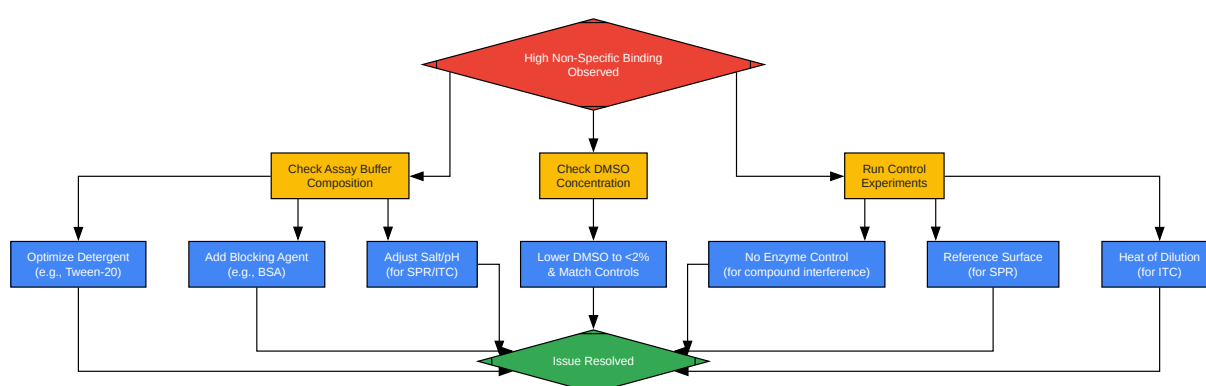 High Non-Specific Binding
Observed
Check Assay Buffer
Composition
Check DMSO
Concentration
Run Control
Experiments
Optimize Detergent
(e.g., Tween-20)
Add Blocking Agent
(e.g., BSA)
Adjust Salt/pH
(for SPR/ITC)
Lower DMSO to <2%
& Match Controls
No Enzyme Control
(for compound interference)
Reference Surface
(for SPR)
Heat of Dilution
(for ITC)
Issue Resolved